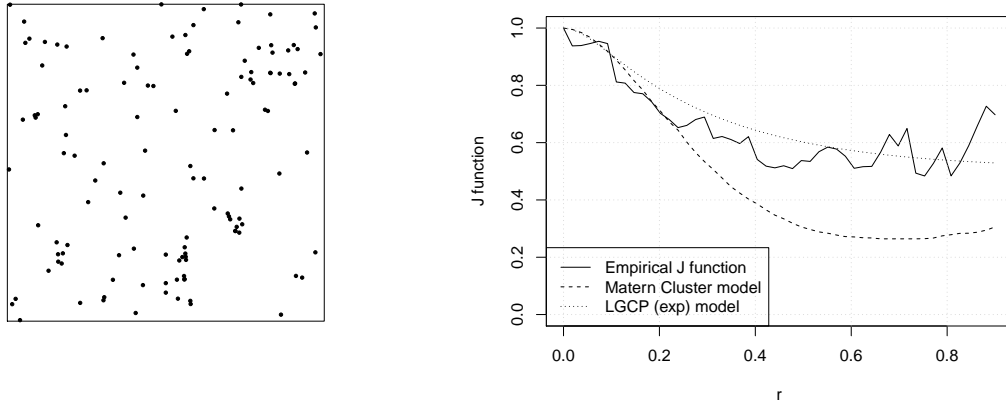 1.0
0.8
0.6
0.4
0.2
0.0
J function
Empirical J function
Matern Cluster model
LGCP (exp) model
0.0 0.2 0.4 0.6 0.8
r